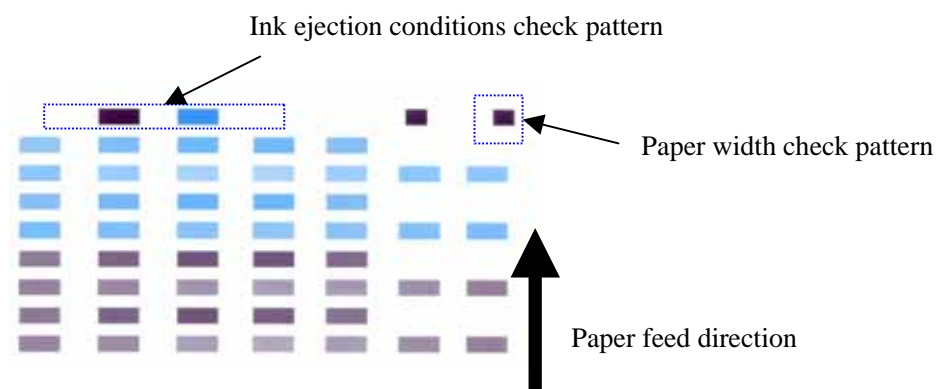 Ink ejection conditions check pattern
Paper width check pattern
Paper feed direction